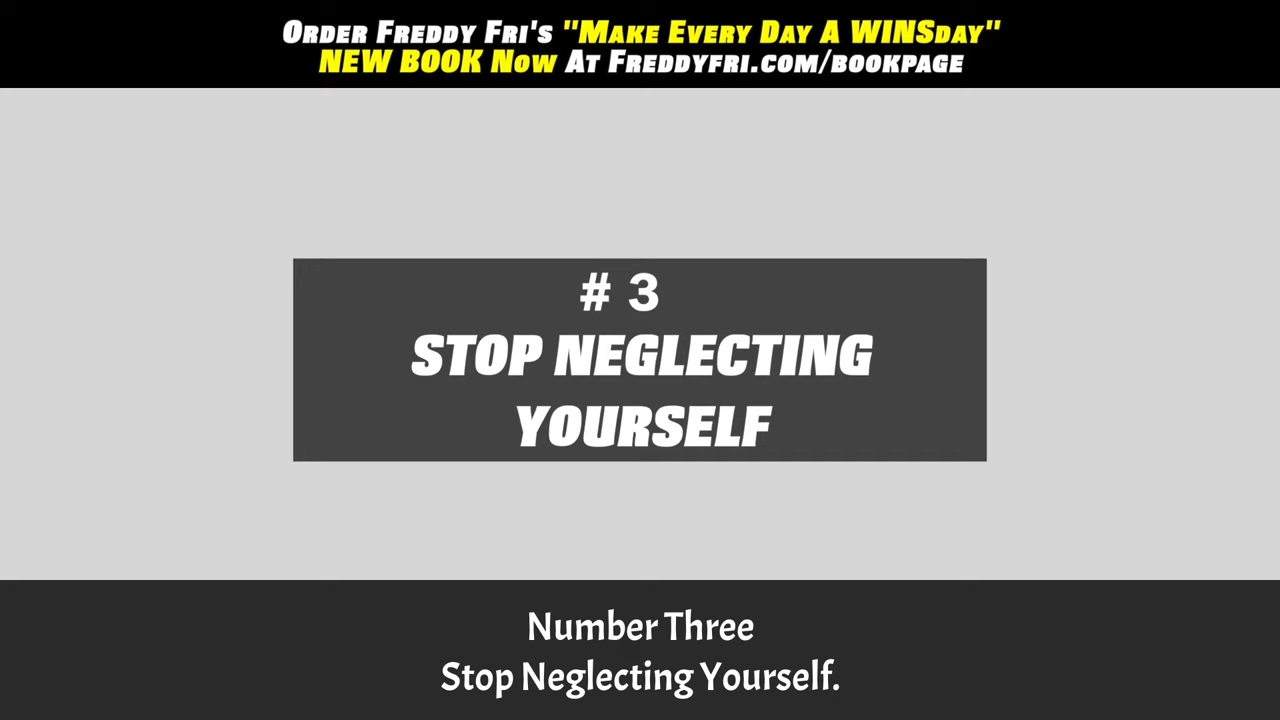 Order Freddy Fri's "Make Every Day A WINSday"
NEW BOOK Now At Freddyfri.com/bookpage
# 3
STOP NEGLECTING
YOURSELF
Number Three
Stop Neglecting Yourself.